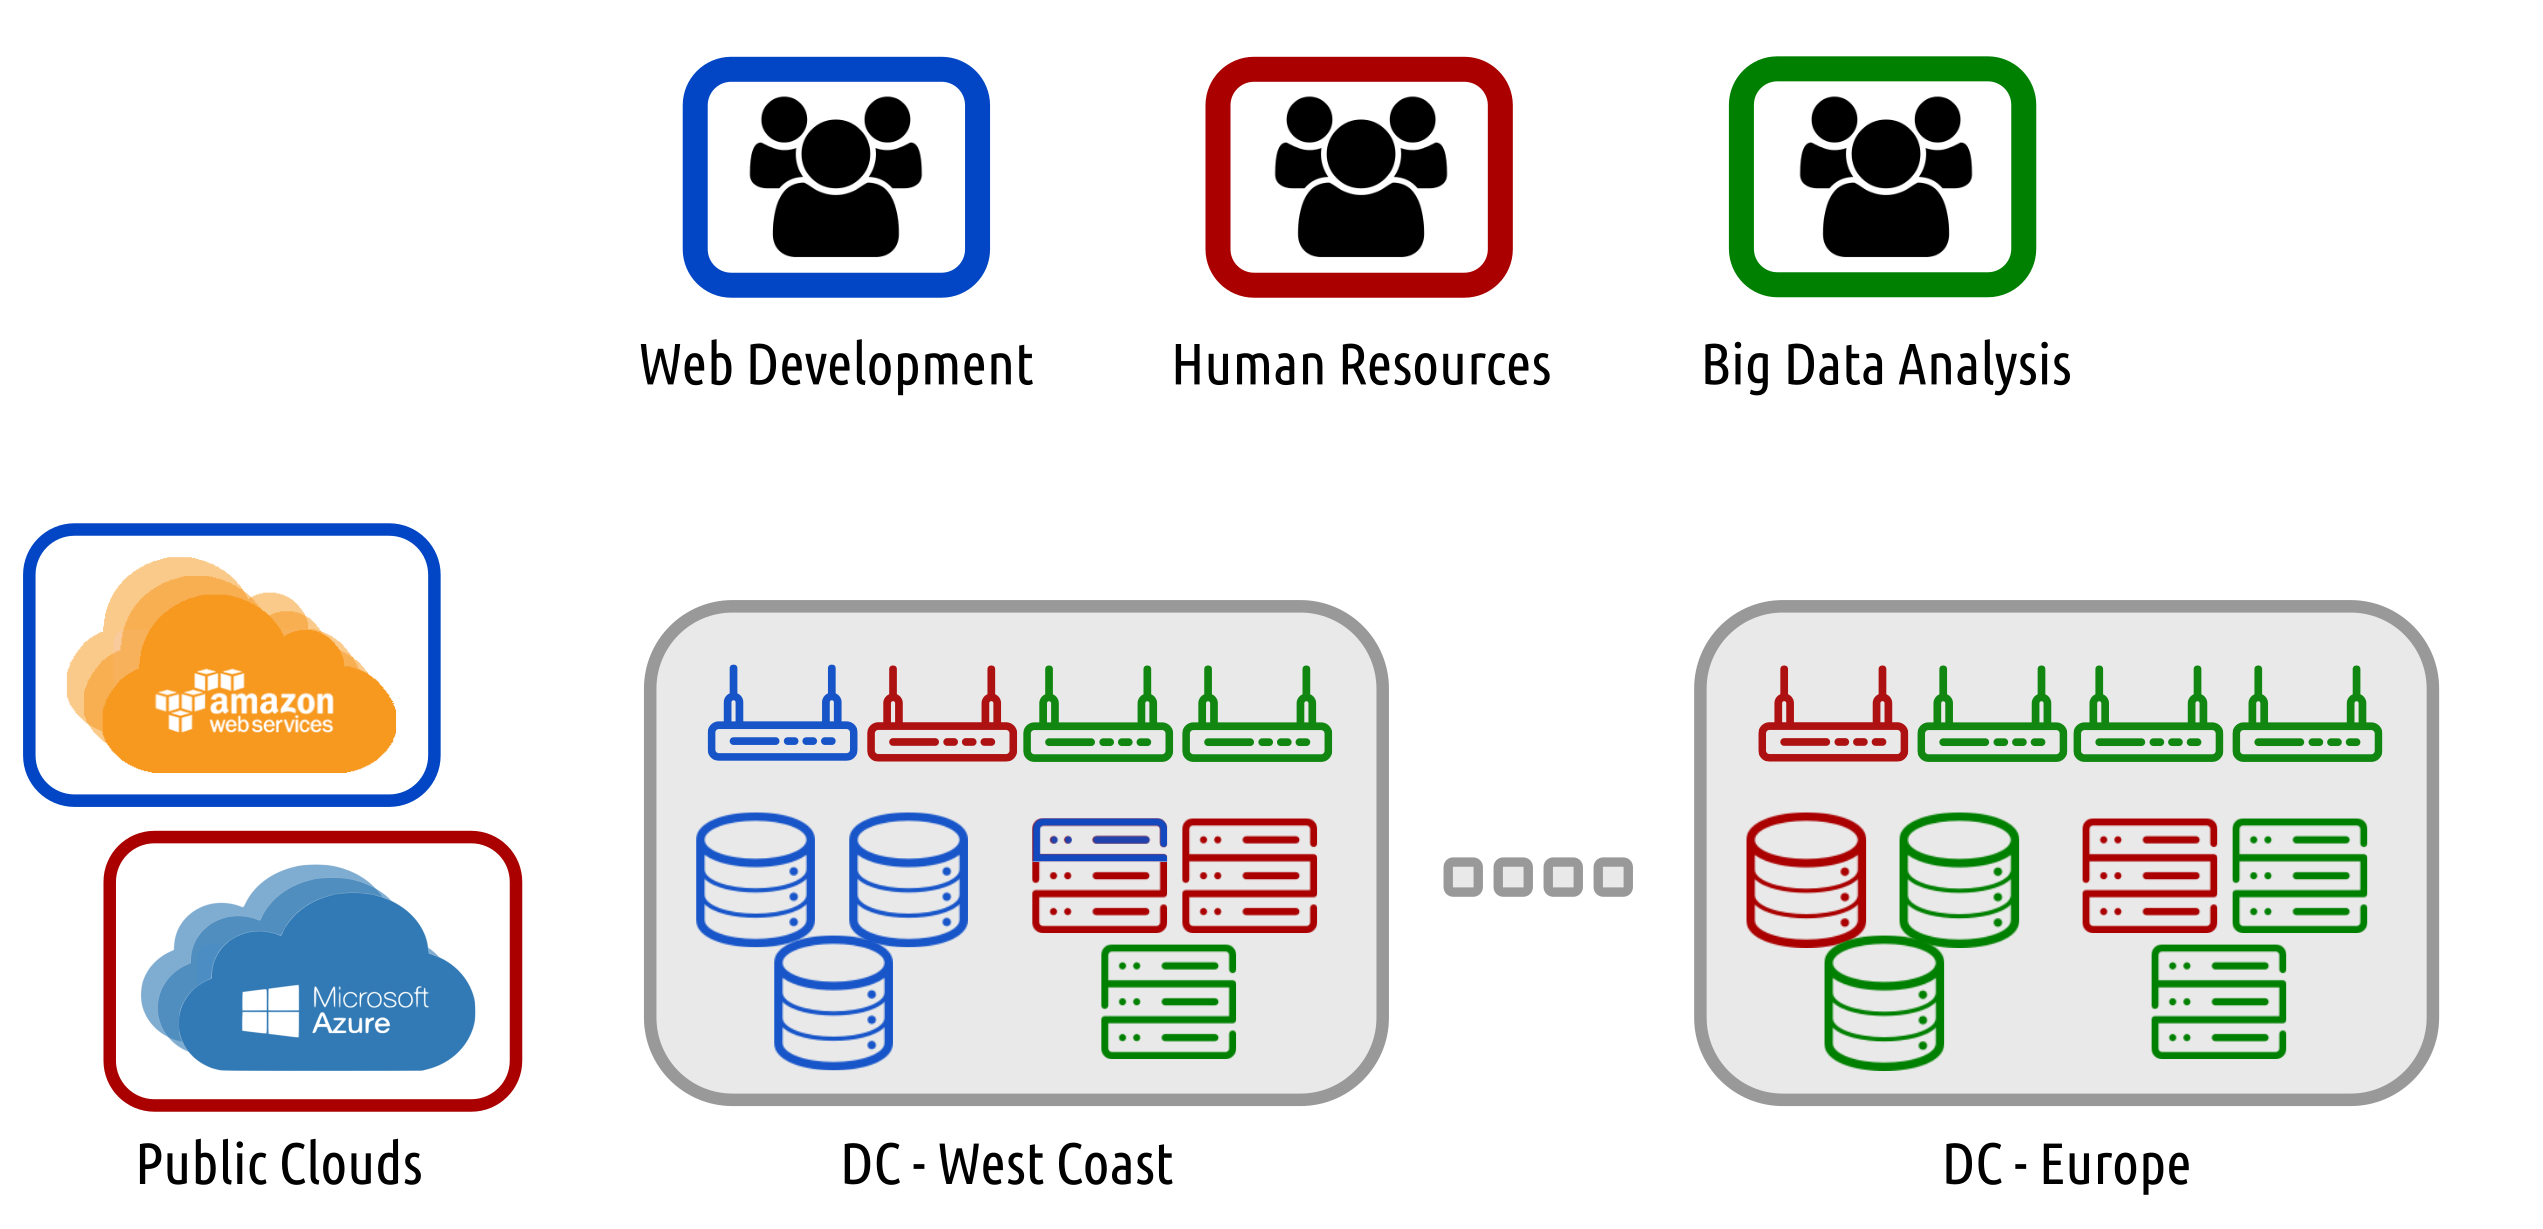 Web Development
Human Resources
Big Data Analysis
amazon
web services
Microsoft
Azure
Public Clouds
DC - West Coast
DC - Europe